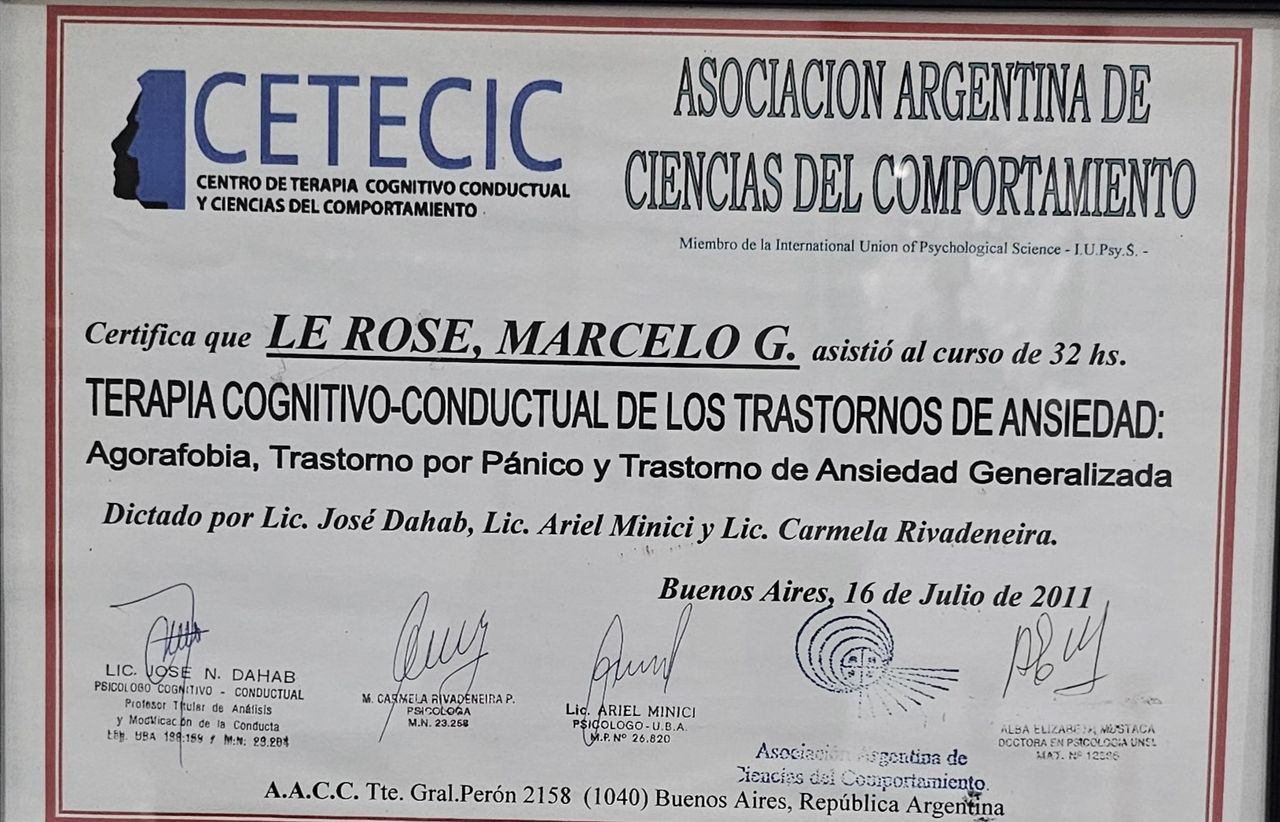 CETECIC
CENTRO DE TERAPIA COGNITIVO CONDUCTUAL
Y CIENCIAS DEL COMPORTAMIENTO
ASOCIACION ARGENTINA DE
CIENCIAS DEL COMPORTAMIENTO
Miembro de la International Union of Psychological Science - I.U.Psy.S. -
Certifica que LE ROSE, MARCELO G. asistió al curso de 32 hs.
TERAPIA COGNITIVO-CONDUCTUAL DE LOS TRASTORNOS DE ANSIEDAD:
Agorafobia, Trastorno por Pánico y Trastorno de Ansiedad Generalizada
Dictado por Lic. José Dahab, Lic. Ariel Minici y Lic. Carmela Rivadeneira.
Buenos Aires, 16 de Julio de 2011
LIC. JOSE N. DAHAB
PSICOLOGO COGNITIVO - CONDUCTUAL
Profesor Titular de Análisis
y Modificación de la Conducta
UBA
M. CARMELA RIVADENEIRA P.
PSICOLOGA
M.N. 23.258
Lic. ARIEL MINICI
PSICOLOGO - U.B.A.
M.P. Nº 26.820
Asociación Argentina de
Ciencias del Comportamiento.
ALBA ELIZABETH MUSTACA
DOCTORA EN PSICOLOGIA UNSL
MAT. Nº
A.A.C.C. Tte. Gral.Perón 2158 (1040) Buenos Aires, República Argentina